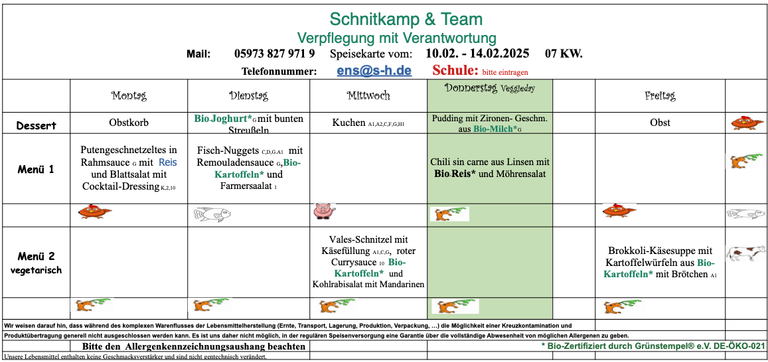 Schnitkamp & Team
Verpflegung mit Verantwortung
Mail: 05973 827 971 9 Speisekarte vom: 10.02. - 14.02.2025 07 KW.
Telefonnummer: ens@s-h.de Schule: bitte eintragen
Montag Dienstag Mittwoch Donnerstag Veggieday Freitag
Dessert
Obstkorb
Bio Joghurt*G mit bunten
Streußeln
Kuchen A1,A2,C,F,G,H1
Pudding mit Zironen- Geschm.
aus Bio-Milch*G
Obst
Menü 1
Putengeschnetzeltes in
Rahmsauce G mit Reis
und Blattsalat mit
Cocktail-Dressing K,2,10
Fisch-Nuggets C,D,G,A1 mit
Remouladensauce G,Bio-
Kartoffeln* und
Farmersaalat 1
Chili sin carne aus Linsen mit
Bio-Reis* und Möhrensalat
Menü 2
vegetarisch
Vales-Schnitzel mit
Käsefüllung A1,C,G, roter
Currysauce 10 Bio-
Kartoffeln* und
Kohlrabisalat mit Mandarinen
Brokkoli-Käsesuppe mit
Kartoffelwürfeln aus Bio-
Kartoffeln* mit Brötchen A1
Wir weisen darauf hin, dass während des komplexen Warenflusses der Lebensmittelherstellung (Ernte, Transport, Lagerung, Produktion, Verpackung, ...) die Möglichkeit einer Kreuzkontamination und
Produktübertragung generell nicht ausgeschlossen werden kann. Es ist uns daher nicht möglich, in der regulären Speisenversorgung eine Garantie über die vollständige Abwesenheit von möglichen Allergenen zu geben.
Bitte den Allergenkennzeichnungsaushang beachten * Bio-Zertifiziert durch Grünstempel® e.V. DE-ÖKO-021
Unsere Lebensmittel enthalten keine Geschmacksverstärker und sind nicht gentechnisch verändert.